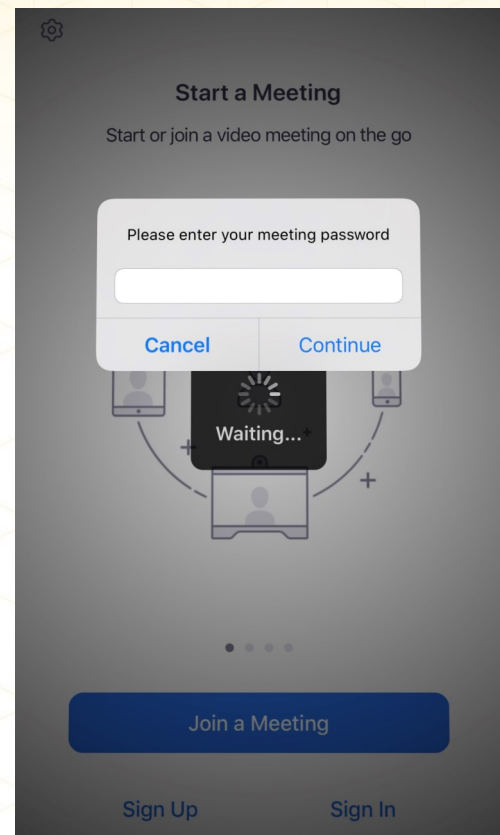 Start a Meeting
Start or join a video meeting on the go
Please enter your meeting password
Cancel Continue
Waiting...
Join a Meeting
Sign Up Sign In